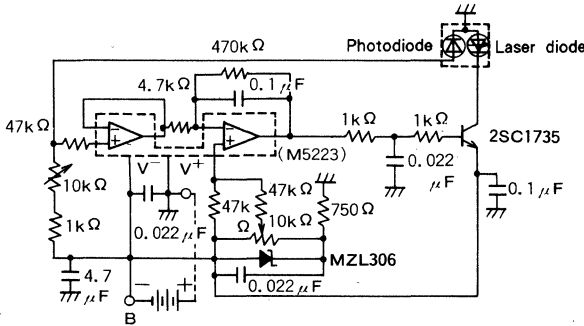 470kΩ
Photodiode
Laser diode
4.7kΩ
0.1μF
47kΩ
1kΩ
1kΩ
2SC1735
(M5223)
V⁻
V⁺
0.022
μF
10kΩ
47k
Ω
47kΩ
10kΩ
750Ω
0.1μF
1kΩ
0.022μF
MZL306
4.7
μF
0.022μF
B